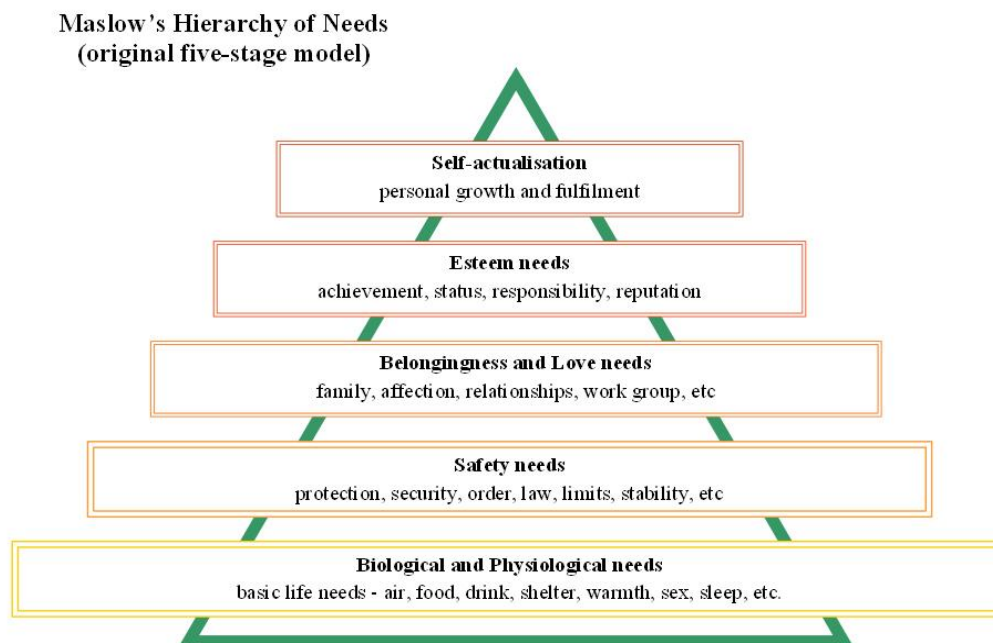 Maslow's Hierarchy of Needs
(original five-stage model)
Self-actualisation
personal growth and fulfilment
Esteem needs
achievement, status, responsibility, reputation
Belongingness and Love needs
family, affection, relationships, work group, etc
Safety needs
protection, security, order, law, limits, stability, etc
Biological and Physiological needs
basic life needs - air, food, drink, shelter, warmth, sex, sleep, etc.